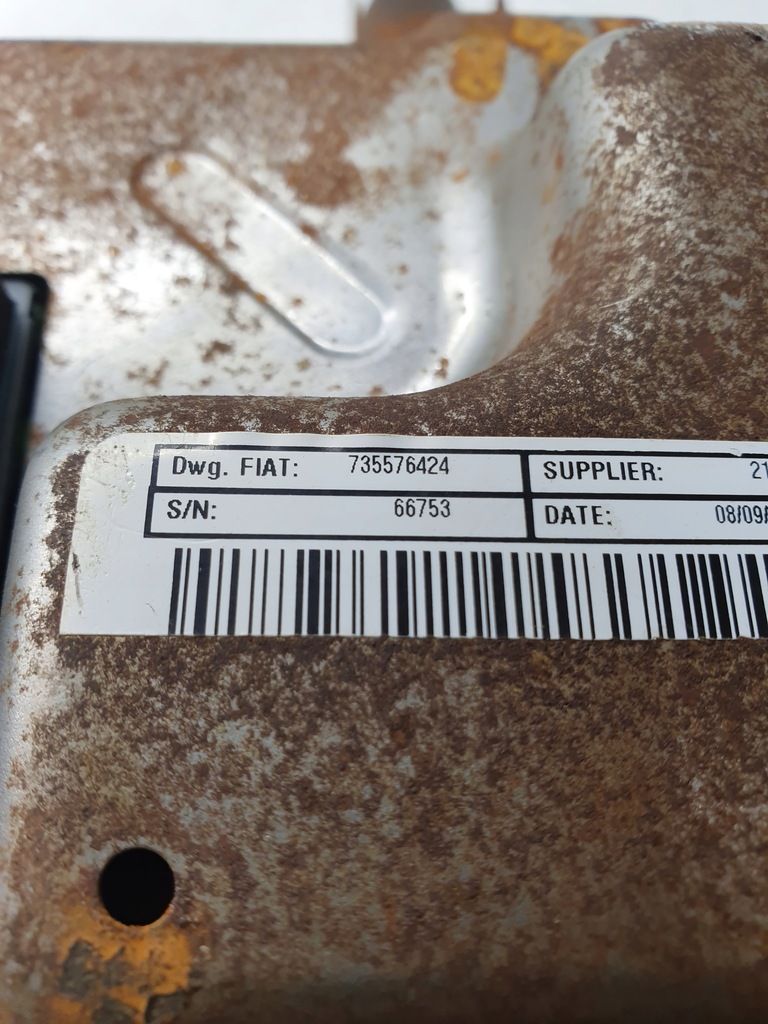 Dwg. FIAT: 735576424 SUPPLIER: 21
S/N: 66753 DATE: 08/09/